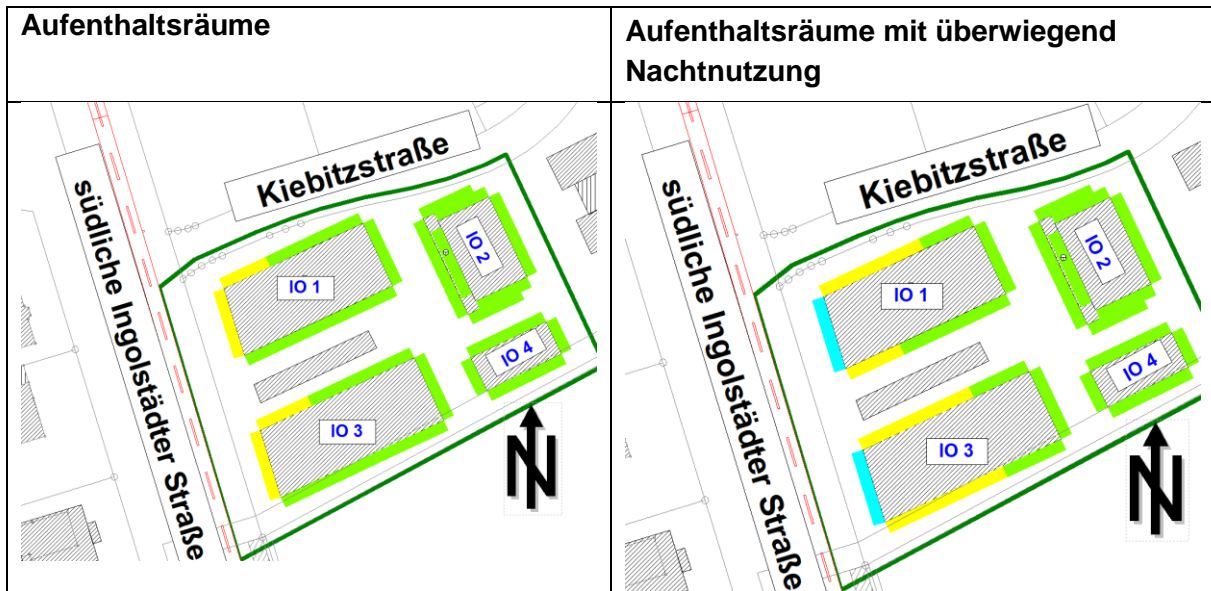 Aufenthaltsräume
Aufenthaltsräume mit überwiegend
Nachtnutzung
Kiebitzstraße
südliche Ingolstädter Straße
IO 1
IO 2
IO 3
IO 4
N
Kiebitzstraße
südliche Ingolstädter Straße
IO 1
IO 2
IO 3
IO 4
N